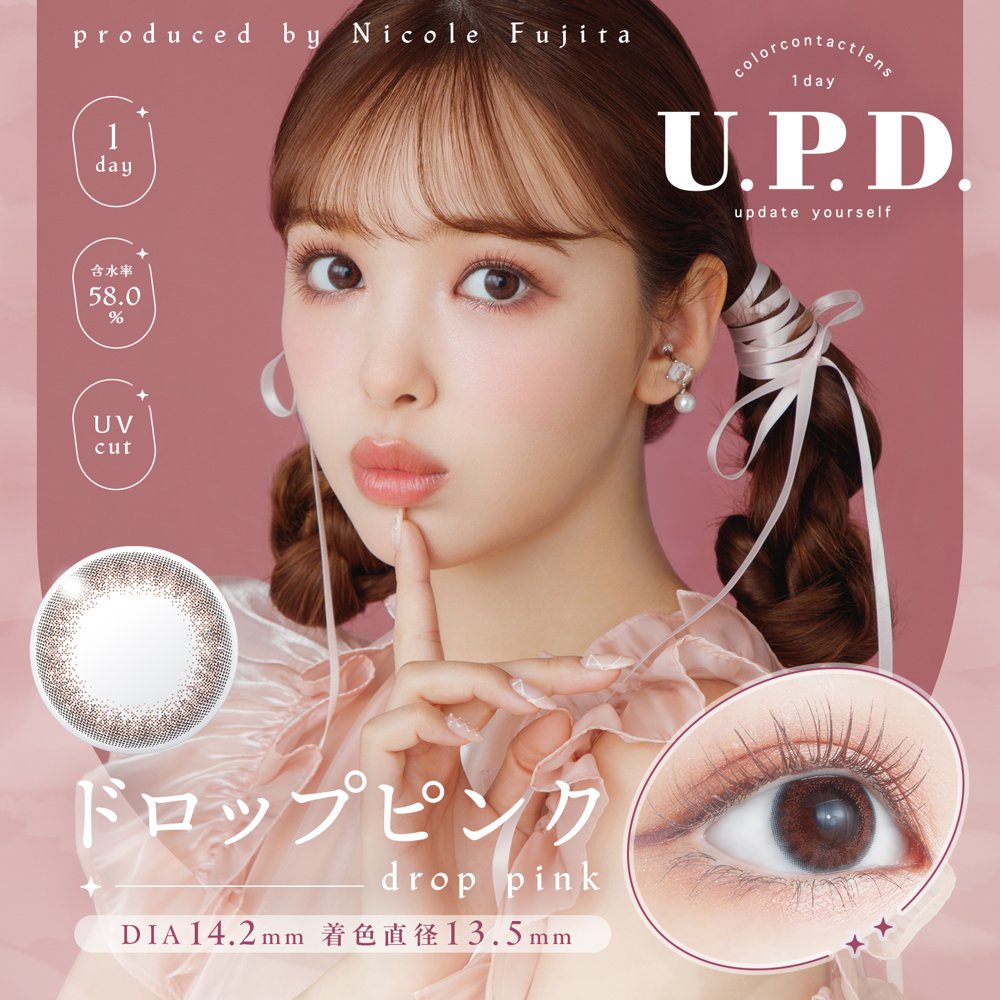 produced by Nicole Fujita
colorcontactlens
1day
U.P.D.
update yourself
1
day
含水率
58.0
%
UV
cut
ドロップピンク
drop pink
DIA 14.2mm 着色直径13.5mm